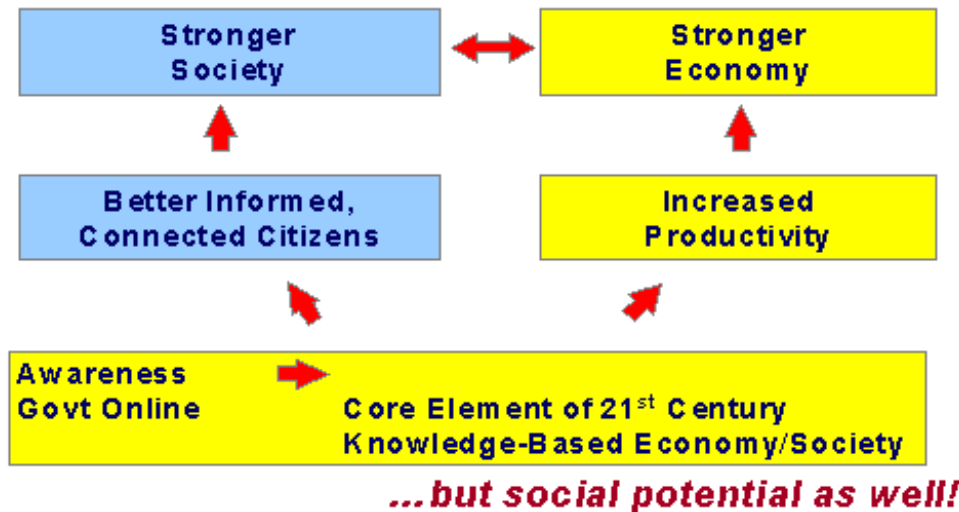 Stronger
Society
Stronger
Economy
Better Informed,
Connected Citizens
Increased
Productivity
Awareness
Govt Online
Core Element of 21st Century
Knowledge-Based Economy/Society
...but social potential as well!